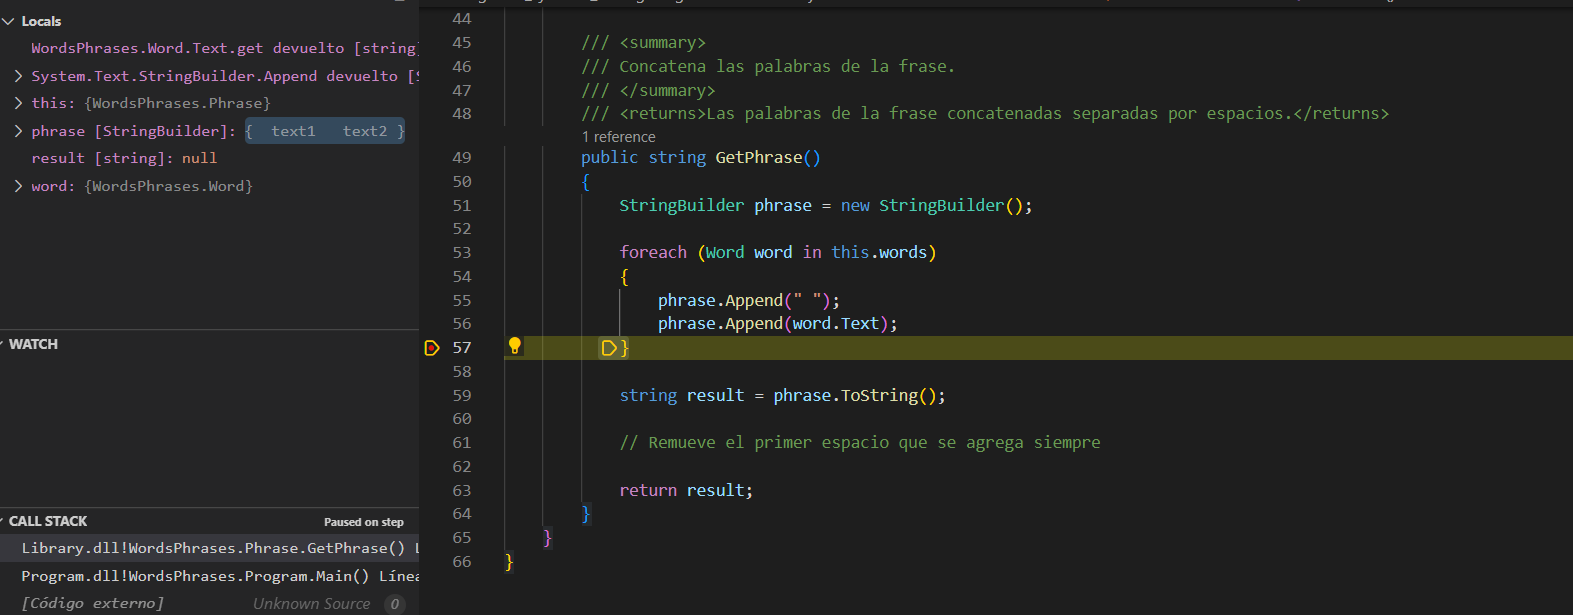 Locals
WordsPhrases.Word.Text.get devuelto [string]
System.Text.StringBuilder.Append devuelto [S
this: {WordsPhrases.Phrase}
phrase [StringBuilder]: {  text1   text2 }
result [string]: null
word: {WordsPhrases.Word}
WATCH
CALL STACK Paused on step
Library.dll!WordsPhrases.Phrase.GetPhrase() L
Program.dll!WordsPhrases.Program.Main() Líne
[Código externo] Unknown Source 0
44
45 /// <summary>
46 /// Concatena las palabras de la frase.
47 /// </summary>
48 /// <returns>Las palabras de la frase concatenadas separadas por espacios.</returns>
1 reference
49 public string GetPhrase()
50 {
51 StringBuilder phrase = new StringBuilder();
52
53 foreach (Word word in this.words)
54 {
55 phrase.Append(" ");
56 phrase.Append(word.Text);
57 }
58
59 string result = phrase.ToString();
60
61 // Remueve el primer espacio que se agrega siempre
62
63 return result;
64 }
65 }
66 }